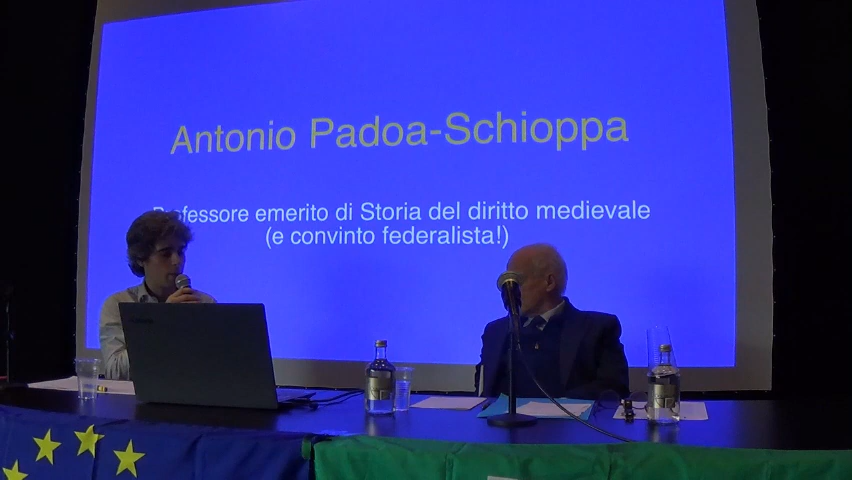 Antonio Padoa-Schioppa
Professore emerito di Storia del diritto medievale
(e convinto federalista!)